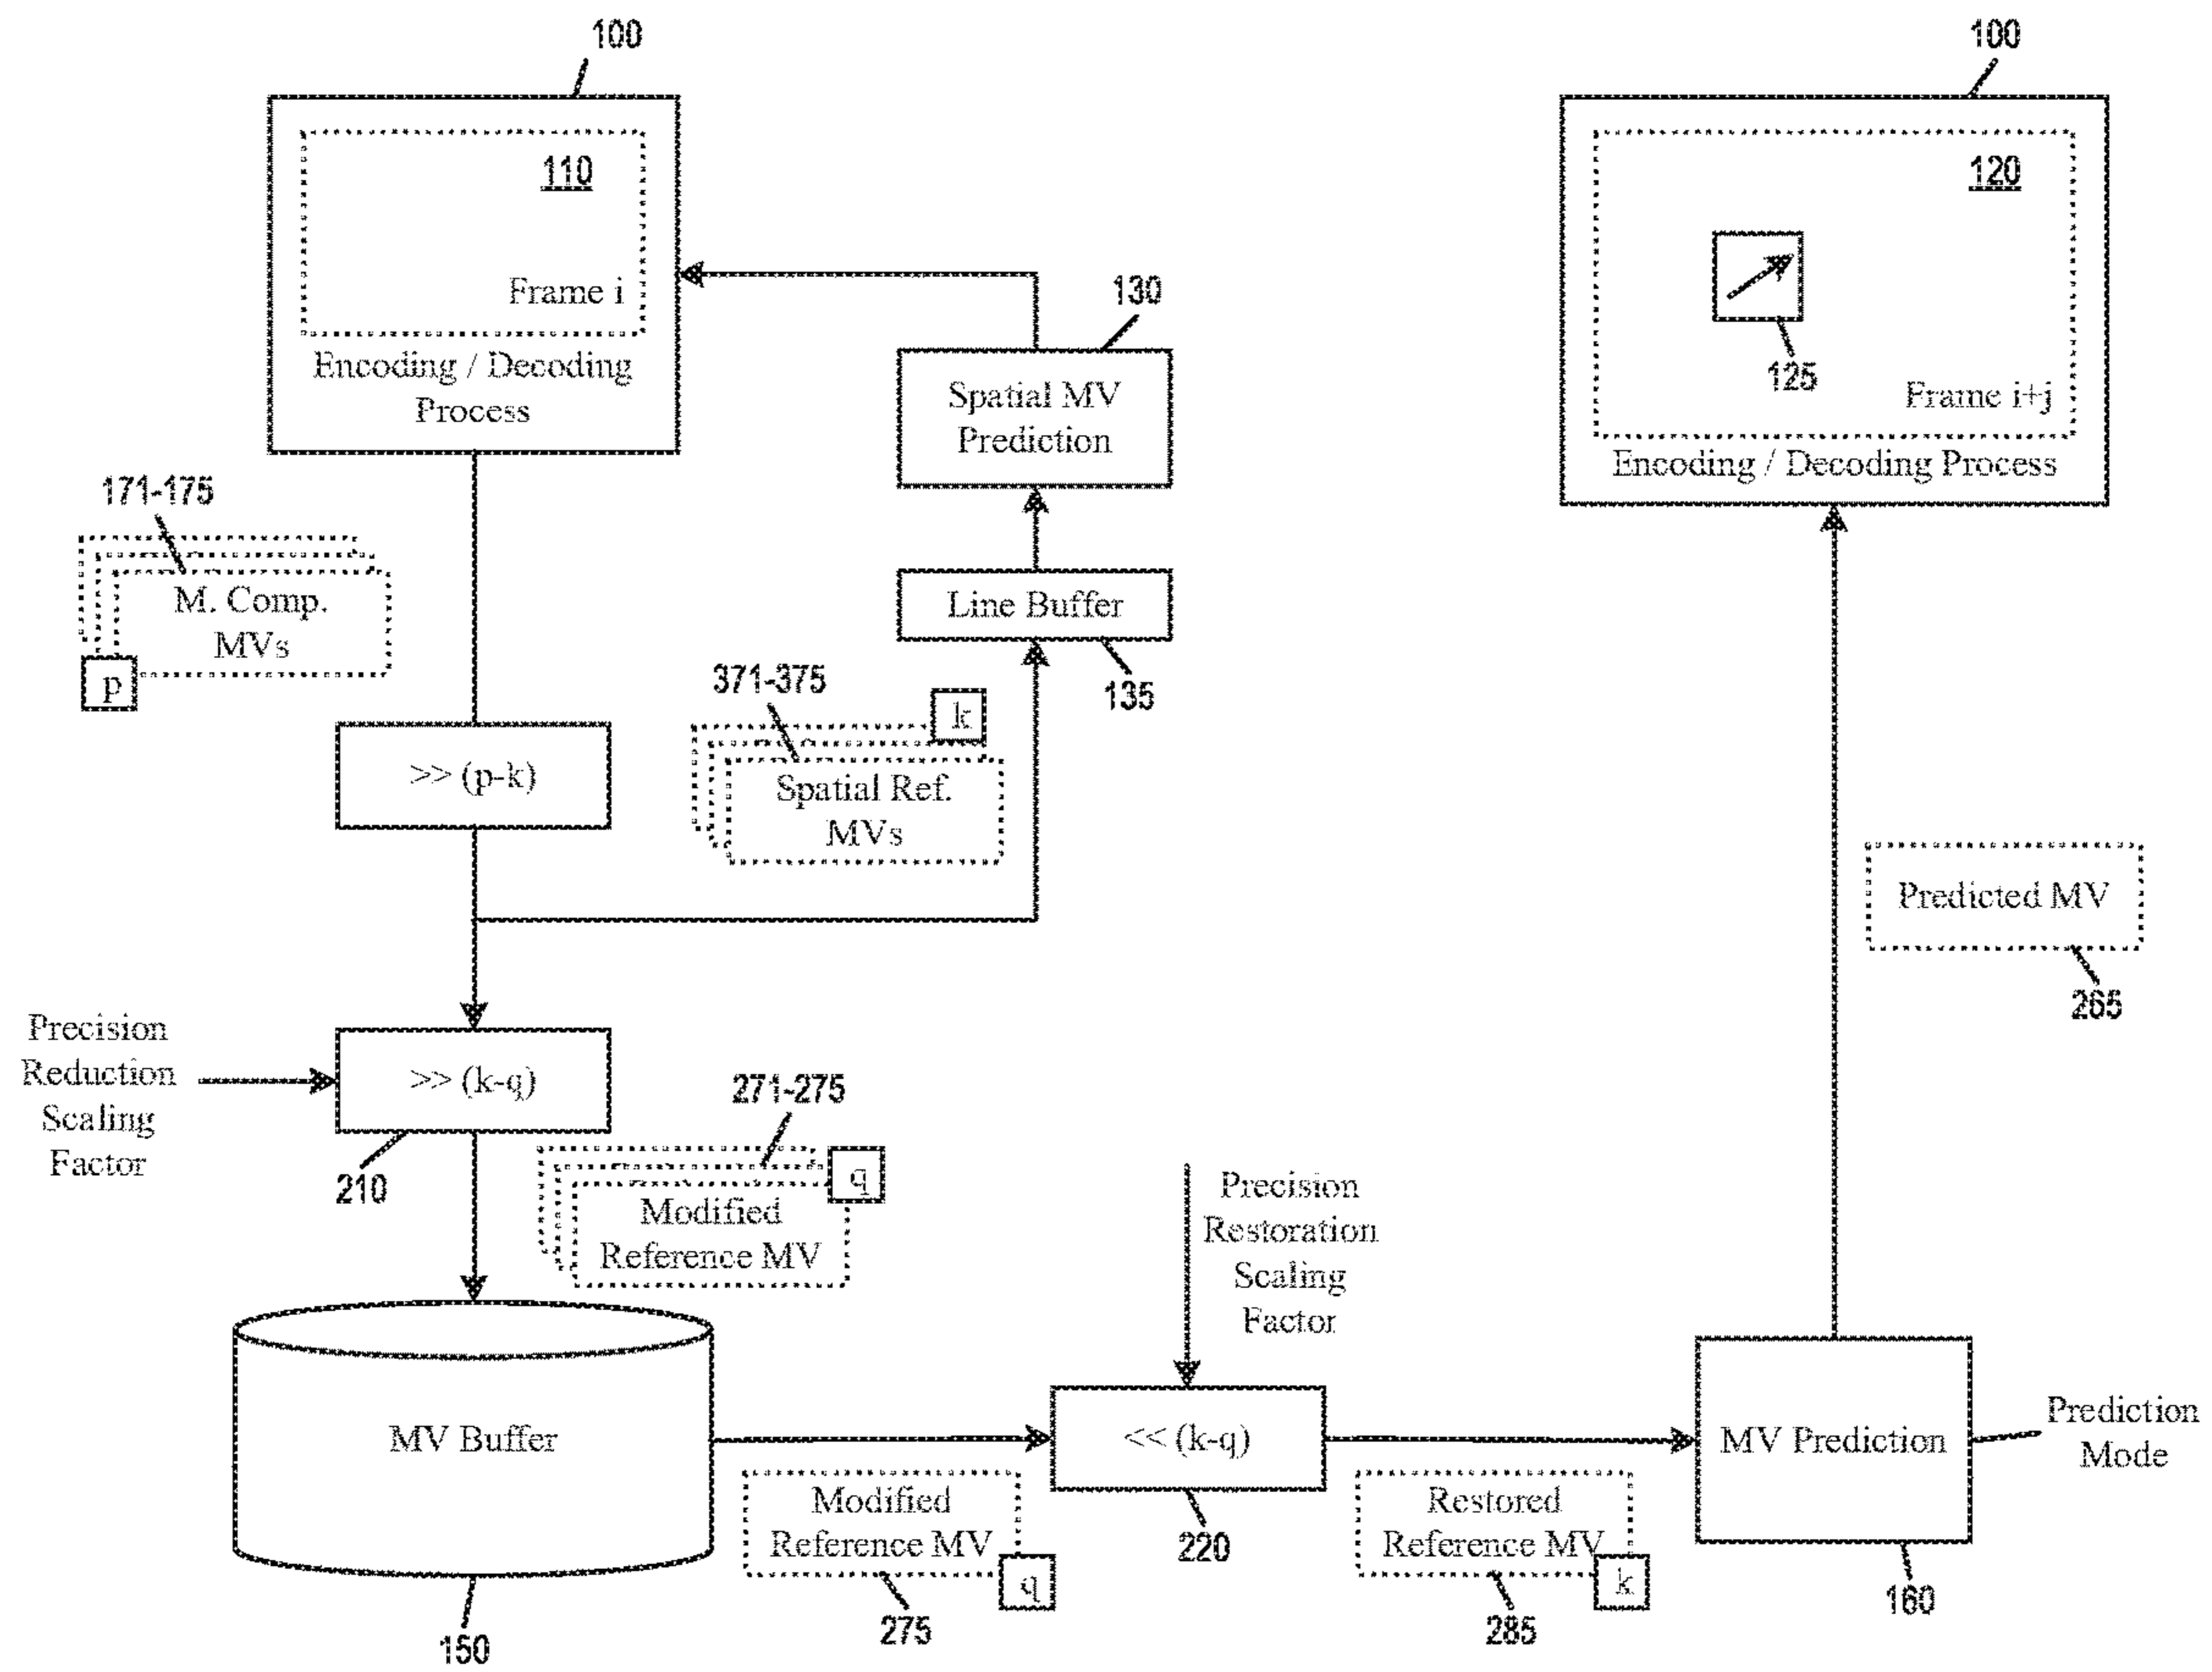 100
100
110
120
Frame i
130
Encoding / Decoding
Process
Spatial MV
Prediction
125
Frame i+j
Encoding / Decoding Process
171-175
M. Comp.
MVs
p
Line Buffer
135
371-375
k
>> (p-k)
Spatial Ref.
MVs
Predicted MV
265
Precision
Reduction
Scaling
Factor
>> (k-q)
210
271-275
q
Modified
Reference MV
Precision
Restoration
Scaling
Factor
MV Buffer
150
<< (k-q)
220
MV Prediction
160
Prediction
Mode
Modified
Reference MV
q
275
Restored
Reference MV
k
285